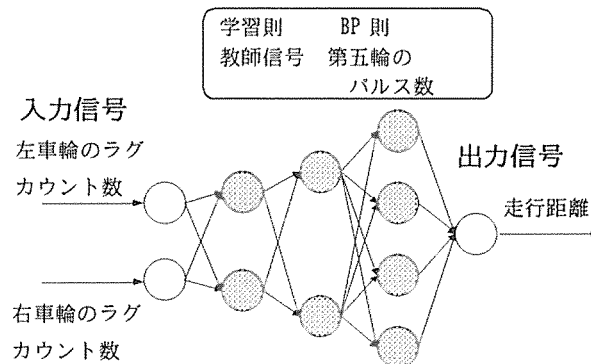 学習則 BP 則
教師信号 第五輪の
パルス数
入力信号
左車輪のラグ
カウント数
出力信号
走行距離
右車輪のラグ
カウント数